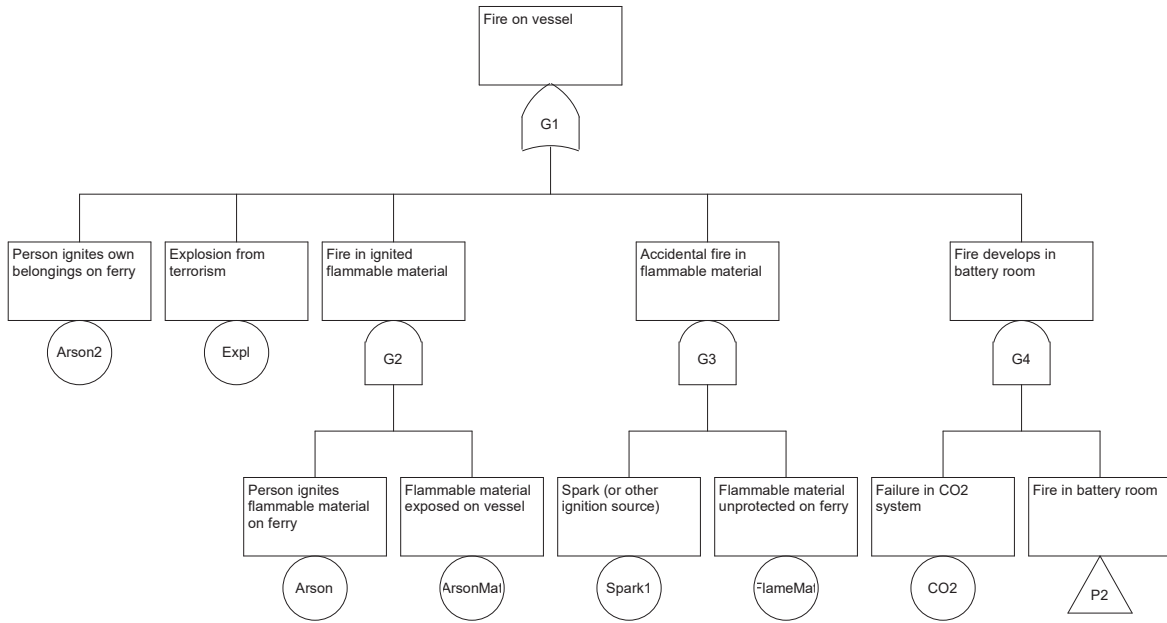 Fire on vessel
G1
Person ignites own
belongings on ferry
Explosion from
terrorism
Fire in ignited
flammable material
Accidental fire in
flammable material
Fire develops in
battery room
Arson2
Expl
G2
G3
G4
Person ignites
flammable material
on ferry
Flammable material
exposed on vessel
Spark (or other
ignition source)
Flammable material
unprotected on ferry
Failure in CO2
system
Fire in battery room
Arson
ArsonMat
Spark1
FlameMat
CO2
P2